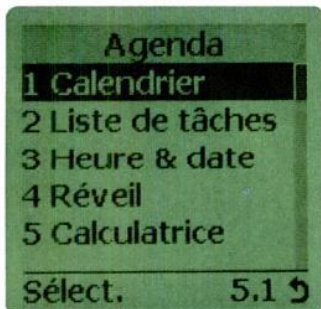 Agenda
1 Calendrier
2 Liste de tâches
3 Heure & date
4 Réveil
5 Calculatrice
Sélect. 5.1